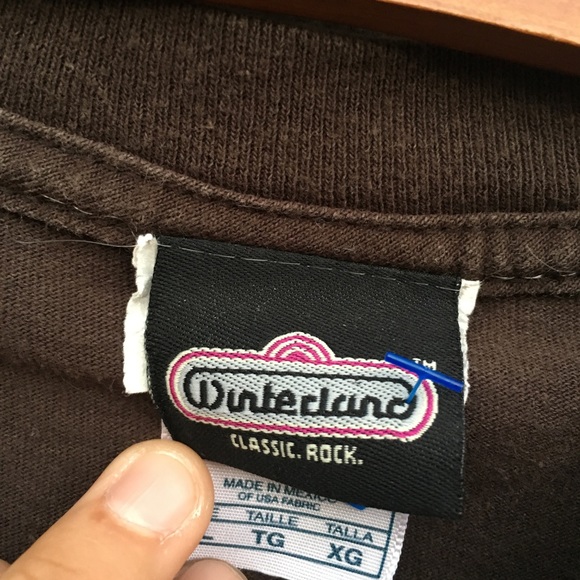 Winterland
TM
CLASSIC. ROCK.
MADE IN MEXICO
OF USA FABRIC
TAILLE TALLA
TG XG